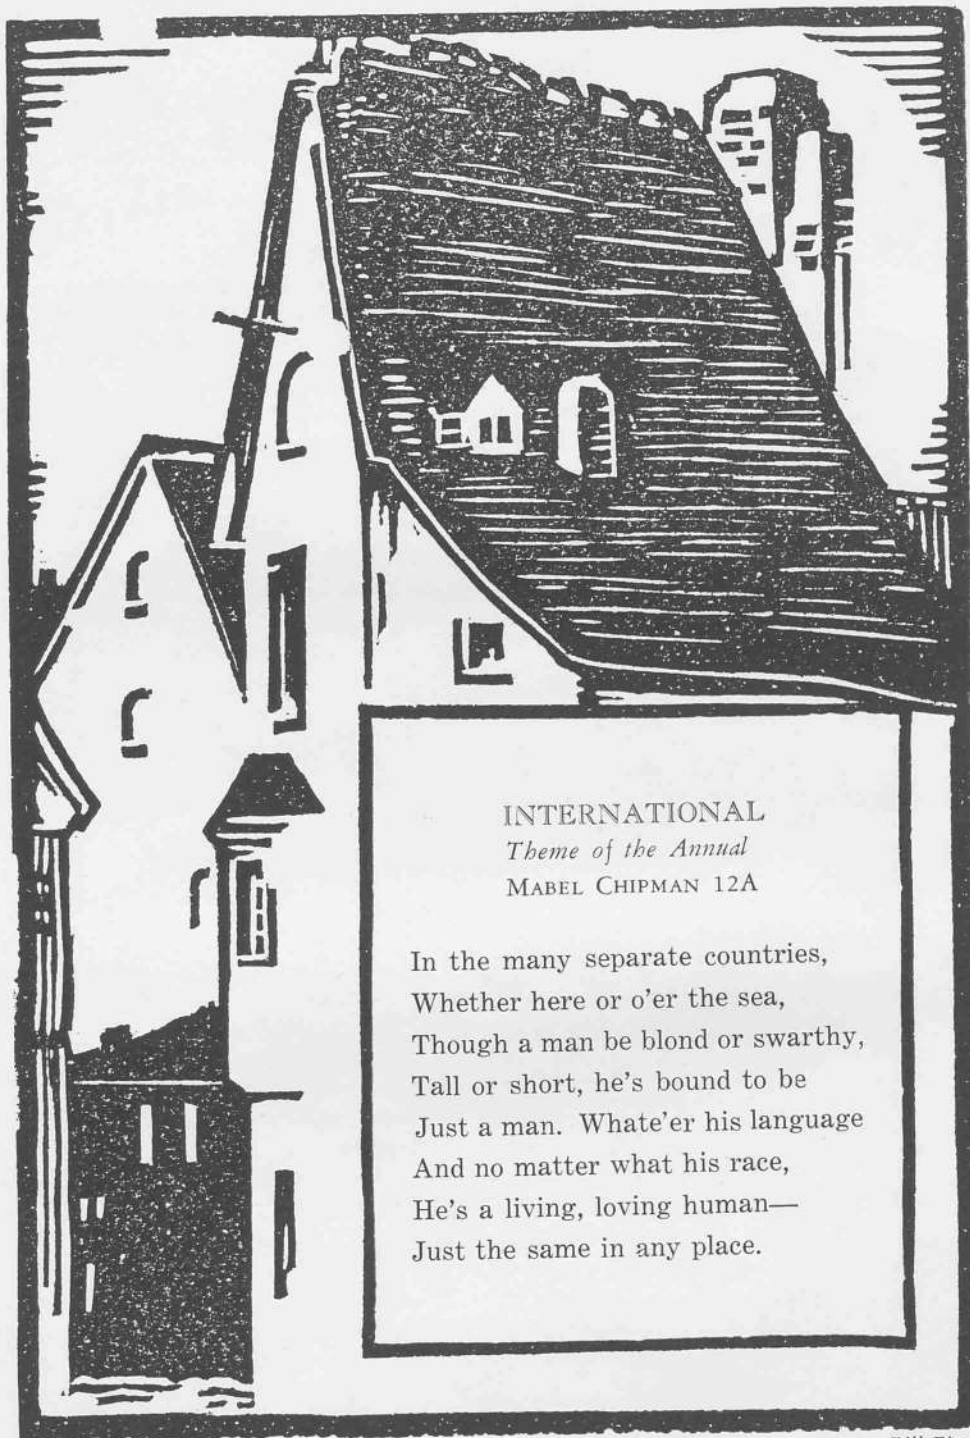 INTERNATIONAL
Theme of the Annual
MABEL CHIPMAN 12A
In the many separate countries,
Whether here or o'er the sea,
Though a man be blond or swarthy,
Tall or short, he's bound to be
Just a man. Whate'er his language
And no matter what his race,
He's a living, loving human—
Just the same in any place.